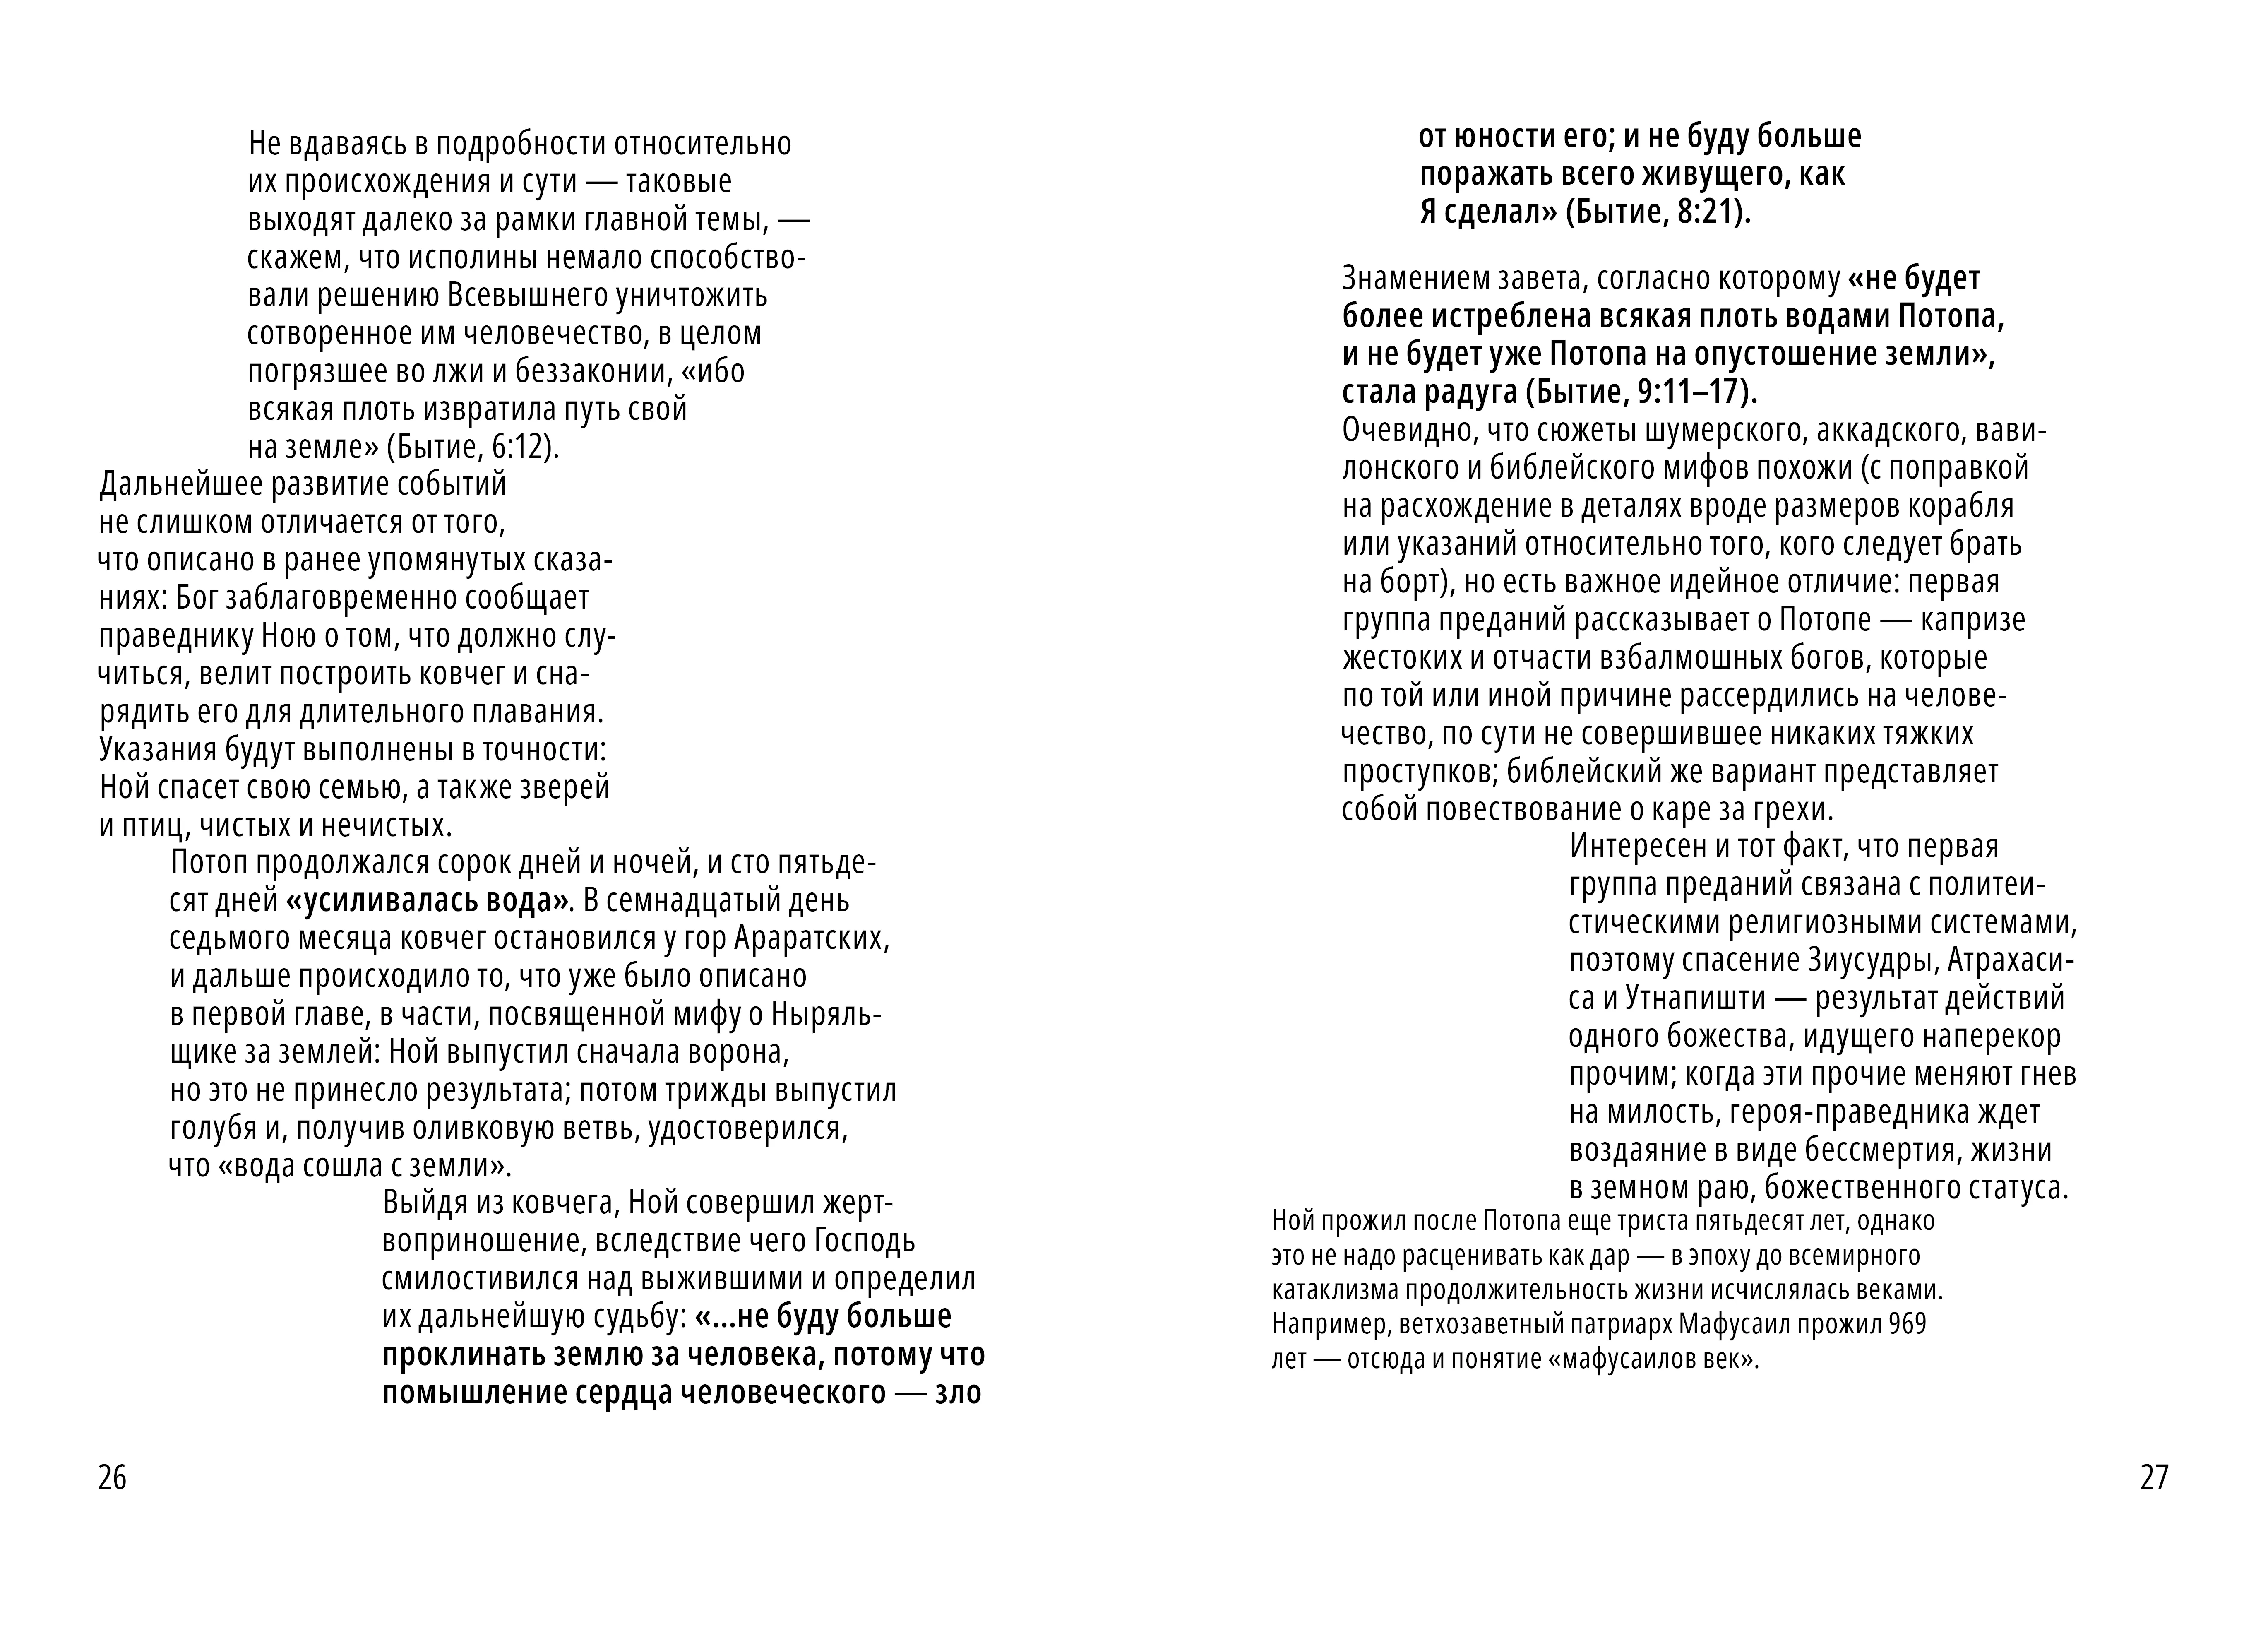 Не вдаваясь в подробности относительно
их происхождения и сути — таковые
выходят далеко за рамки главной темы, —
скажем, что исполины немало способство-
вали решению Всевышнего уничтожить
сотворенное им человечество, в целом
погрязшее во лжи и беззаконии, «ибо
всякая плоть извратила путь свой
на земле» (Бытие, 6:12).
Дальнейшее развитие событий
не слишком отличается от того,
что описано в ранее упомянутых сказа-
ниях: Бог заблаговременно сообщает
праведнику Ною о том, что должно слу-
читься, велит построить ковчег и сна-
рядить его для длительного плавания.
Указания будут выполнены в точности:
Ной спасет свою семью, а также зверей
и птиц, чистых и нечистых.
Потоп продолжался сорок дней и ночей, и сто пятьде-
сят дней «усиливалась вода». В семнадцатый день
седьмого месяца ковчег остановился у гор Араратских,
и дальше происходило то, что уже было описано
в первой главе, в части, посвященной мифу о Ныряль-
щике за землей: Ной выпустил сначала ворона,
но это не принесло результата; потом трижды выпустил
голубя и, получив оливковую ветвь, удостоверился,
что «вода сошла с земли».
Выйдя из ковчега, Ной совершил жерт-
воприношение, вследствие чего Господь
смилостивился над выжившими и определил
их дальнейшую судьбу: «…не буду больше
проклинать землю за человека, потому что
помышление сердца человеческого — зло
26
от юности его; и не буду больше
поражать всего живущего, как
Я сделал» (Бытие, 8:21).
Знамением завета, согласно которому «не будет
более истреблена всякая плоть водами Потопа,
и не будет уже Потопа на опустошение земли»,
стала радуга (Бытие, 9:11–17).
Очевидно, что сюжеты шумерского, аккадского, вави-
лонского и библейского мифов похожи (с поправкой
на расхождение в деталях вроде размеров корабля
или указаний относительно того, кого следует брать
на борт), но есть важное идейное отличие: первая
группа преданий рассказывает о Потопе — капризе
жестоких и отчасти взбалмошных богов, которые
по той или иной причине рассердились на челове-
чество, по сути не совершившее никаких тяжких
проступков; библейский же вариант представляет
собой повествование о каре за грехи.
Интересен и тот факт, что первая
группа преданий связана с политеи-
стическими религиозными системами,
поэтому спасение Зиусудры, Атрахаси-
са и Утнапишти — результат действий
одного божества, идущего наперекор
прочим; когда эти прочие меняют гнев
на милость, героя-праведника ждет
воздаяние в виде бессмертия, жизни
в земном раю, божественного статуса.
Ной прожил после Потопа еще триста пятьдесят лет, однако
это не надо расценивать как дар — в эпоху до всемирного
катаклизма продолжительность жизни исчислялась веками.
Например, ветхозаветный патриарх Мафусаил прожил 969
лет — отсюда и понятие «мафусаилов век».
27